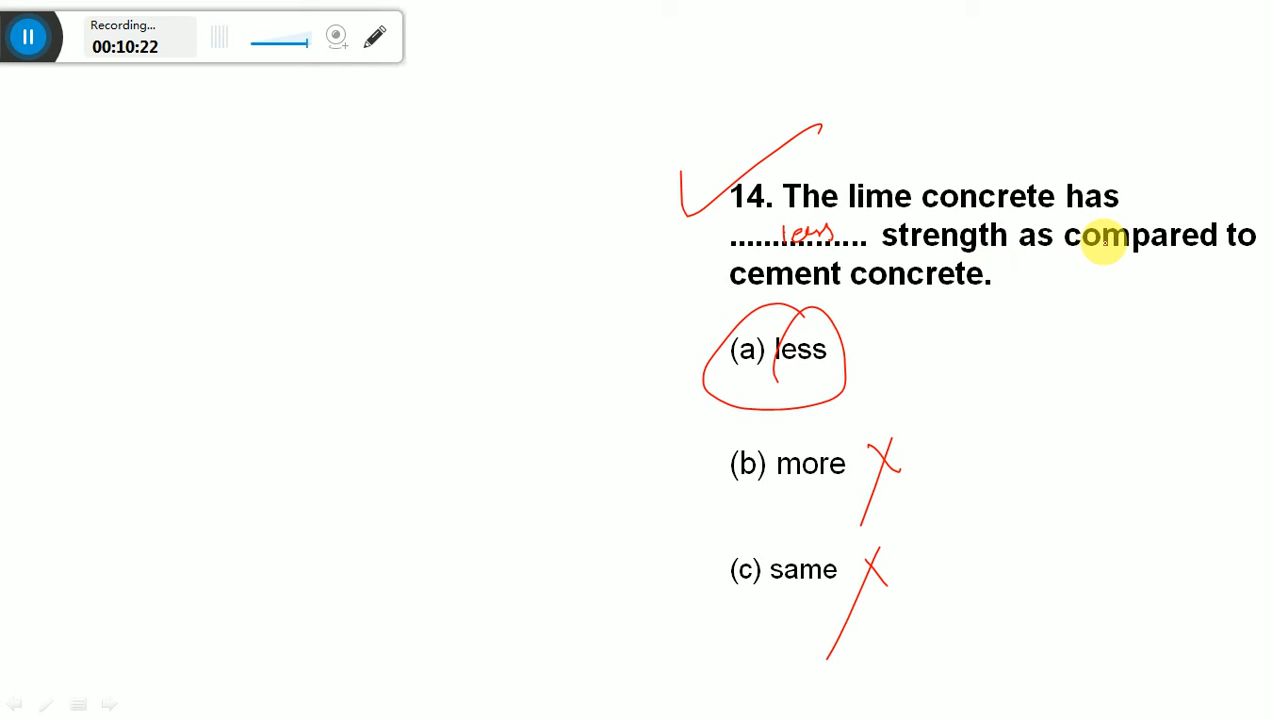 Recording...
00:10:22
14. The lime concrete has
.......less......... strength as compared to
cement concrete.
(a) less
(b) more
(c) same